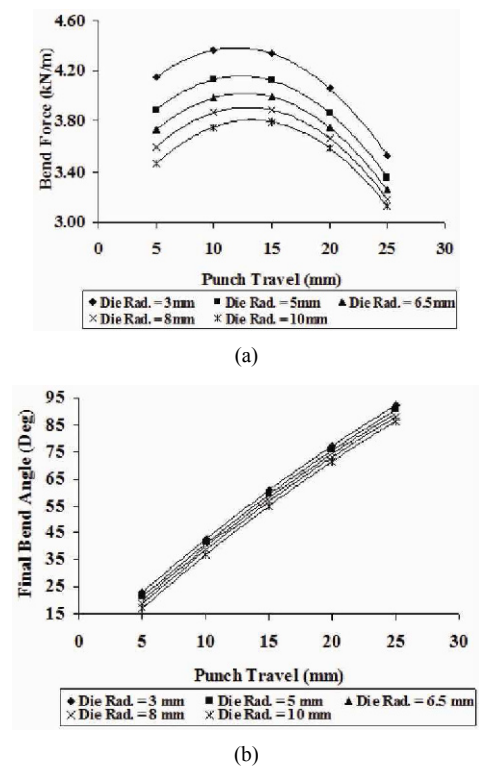 4.60
4.20
3.80
3.40
3.00
Bend Force (kN/m)
0 5 10 15 20 25 30
Punch Travel (mm)
Die Rad. = 3mm Die Rad. = 5mm Die Rad. = 6.5mm
Die Rad. = 8mm Die Rad. = 10mm
(a)
95
85
75
65
55
45
35
25
15
Final Bend Angle (Deg)
0 5 10 15 20 25 30
Punch Travel (mm)
Die Rad. = 3 mm Die Rad. = 5 mm Die Rad. = 6.5 mm
Die Rad. = 8 mm Die Rad. = 10 mm
(b)